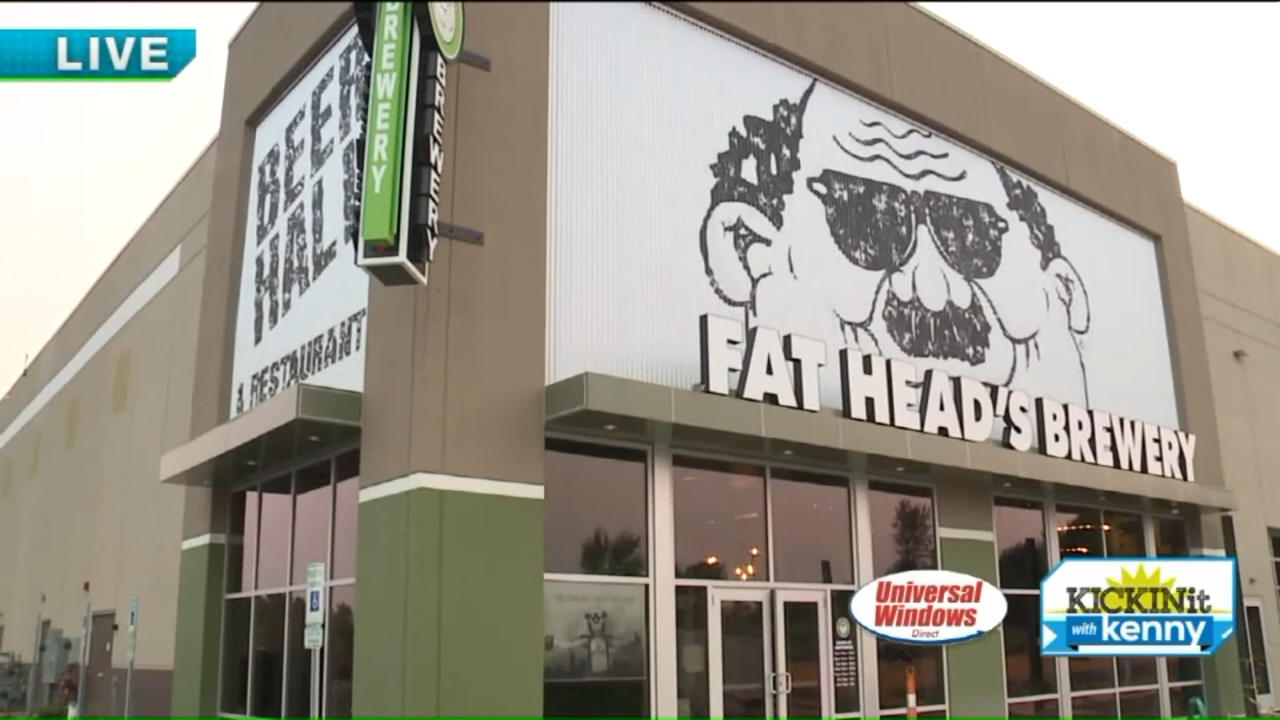 LIVE
BEER
HALL
& RESTAURANT
BREWERY
BREWERY
FAT HEAD'S BREWERY
Universal
Windows
Direct
KICKINit
with kenny